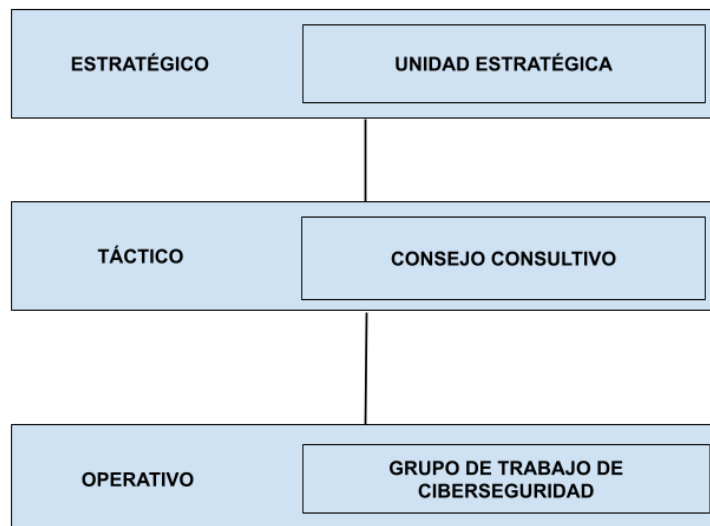 ESTRATÉGICO
UNIDAD ESTRATÉGICA
TÁCTICO
CONSEJO CONSULTIVO
OPERATIVO
GRUPO DE TRABAJO DE
CIBERSEGURIDAD